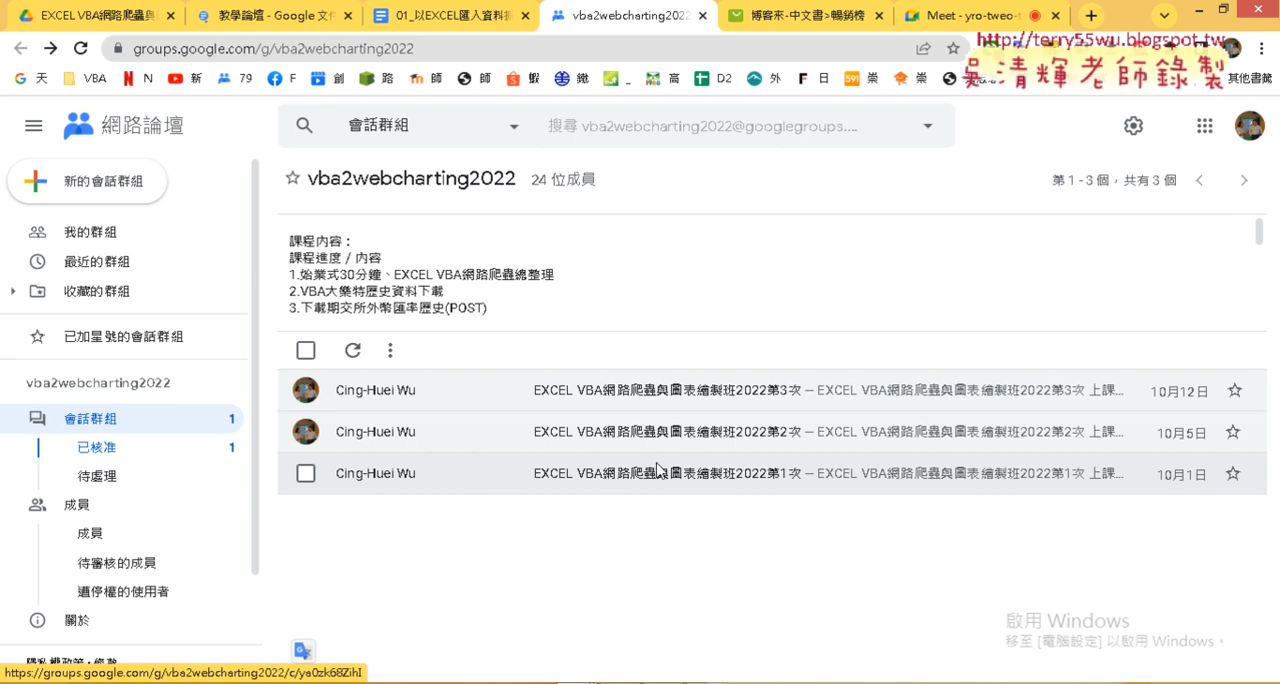 EXCEL VBA網路爬蟲與
教學論壇 - Google 文件
01_以EXCEL匯入資料拆
vba2webcharting2022
博客來-中文書>暢銷榜
Meet - yro-tweo-
groups.google.com/g/vba2webcharting2022
http://terry55wu.blogspot.tw
吳清輝老師錄製
天
VBA
N
新
79
F
創
路
師
師
蝦
維
高
D2
外
日
崇
崇
其他書籤
網路論壇
會話群組
搜尋 vba2webcharting2022@googlegroups....
新的會話群組
vba2webcharting2022 24 位成員
第 1 - 3 個，共有 3 個
我的群組
最近的群組
收藏的群組
課程內容：
課程進度 / 內容
1.始業式30分鐘、EXCEL VBA網路爬蟲總整理
2.VBA大樂特歷史資料下載
3.下載期交所外幣匯率歷史(POST)
已加星號的會話群組
vba2webcharting2022
會話群組 1
已核准 1
待處理
成員
成員
待審核的成員
遭停權的使用者
關於
Cing-Huei Wu EXCEL VBA網路爬蟲與圖表繪製班2022第3次 – EXCEL VBA網路爬蟲與圖表繪製班2022第3次 上課... 10月12日
Cing-Huei Wu EXCEL VBA網路爬蟲與圖表繪製班2022第2次 – EXCEL VBA網路爬蟲與圖表繪製班2022第2次 上課... 10月5日
Cing-Huei Wu EXCEL VBA網路爬蟲與圖表繪製班2022第1次 – EXCEL VBA網路爬蟲與圖表繪製班2022第1次 上課... 10月1日
啟用 Windows
移至 [電腦設定] 以啟用 Windows。
https://groups.google.com/g/vba2webcharting2022/c/ya0zk68ZihI